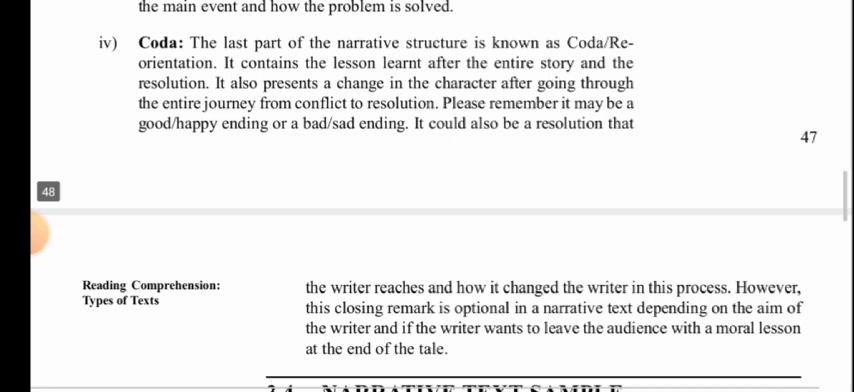 the main event and how the problem is solved.
iv) Coda: The last part of the narrative structure is known as Coda/Re-
orientation. It contains the lesson learnt after the entire story and the
resolution. It also presents a change in the character after going through
the entire journey from conflict to resolution. Please remember it may be a
good/happy ending or a bad/sad ending. It could also be a resolution that
47
48
Reading Comprehension:
Types of Texts
the writer reaches and how it changed the writer in this process. However,
this closing remark is optional in a narrative text depending on the aim of
the writer and if the writer wants to leave the audience with a moral lesson
at the end of the tale.
NARRATIVE TEXT SAMPLE